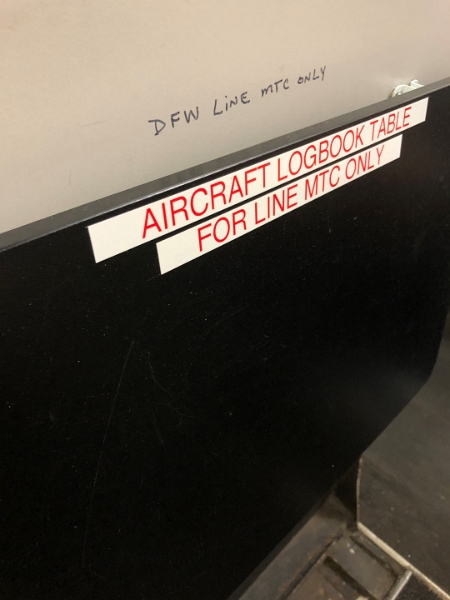 DFW LINE MTC ONLY
AIRCRAFT LOGBOOK TABLE
FOR LINE MTC ONLY